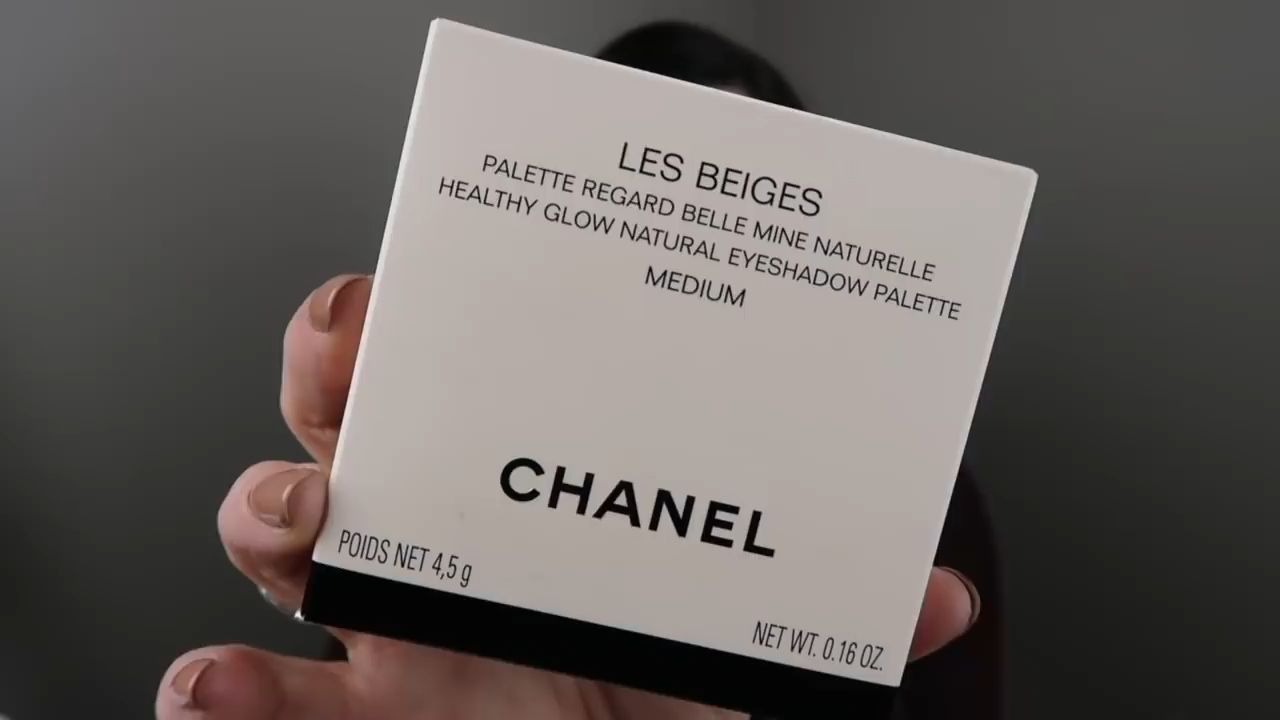 LES BEIGES
PALETTE REGARD BELLE MINE NATURELLE
HEALTHY GLOW NATURAL EYESHADOW PALETTE
MEDIUM
CHANEL
POIDS NET 4,5 g
NET WT. 0.16 OZ.